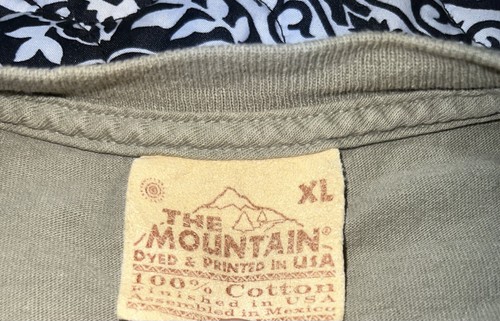 XL
THE
MOUNTAIN®
DYED & PRINTED in USA
100% Cotton
Finished in USA
Assembled in Mexico